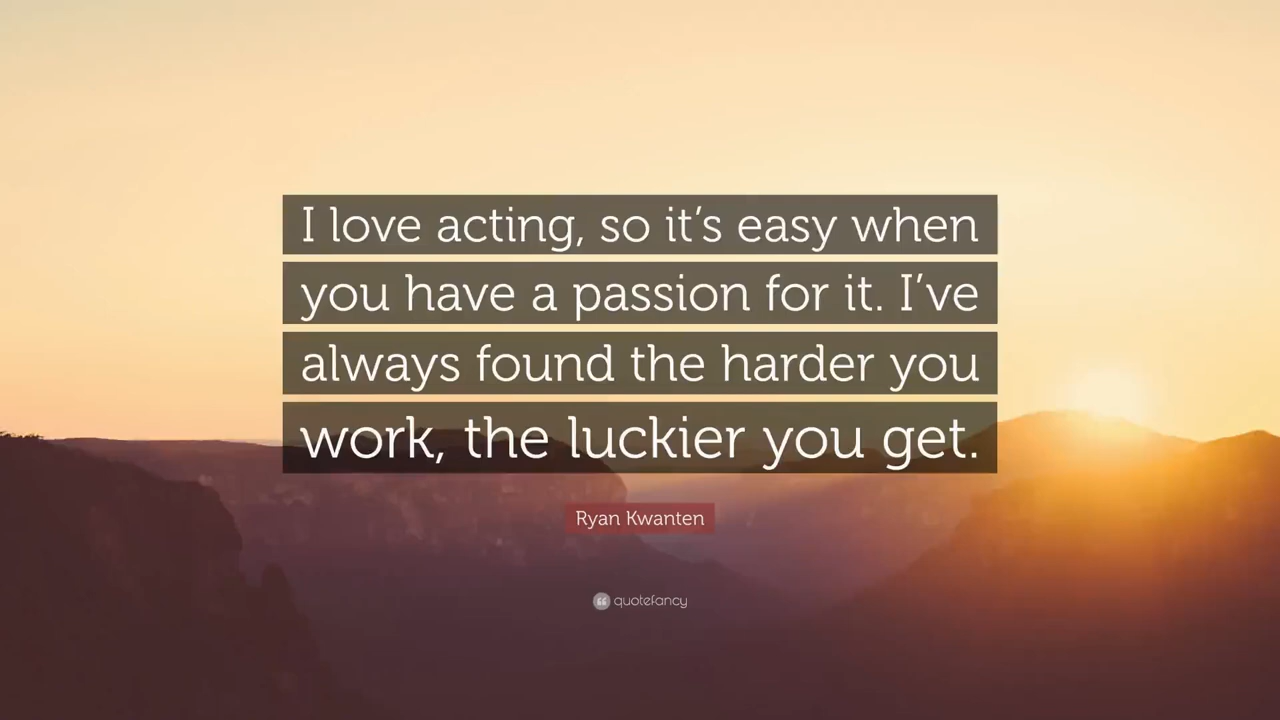 I love acting, so it’s easy when
you have a passion for it. I’ve
always found the harder you
work, the luckier you get.
Ryan Kwanten
quotefancy